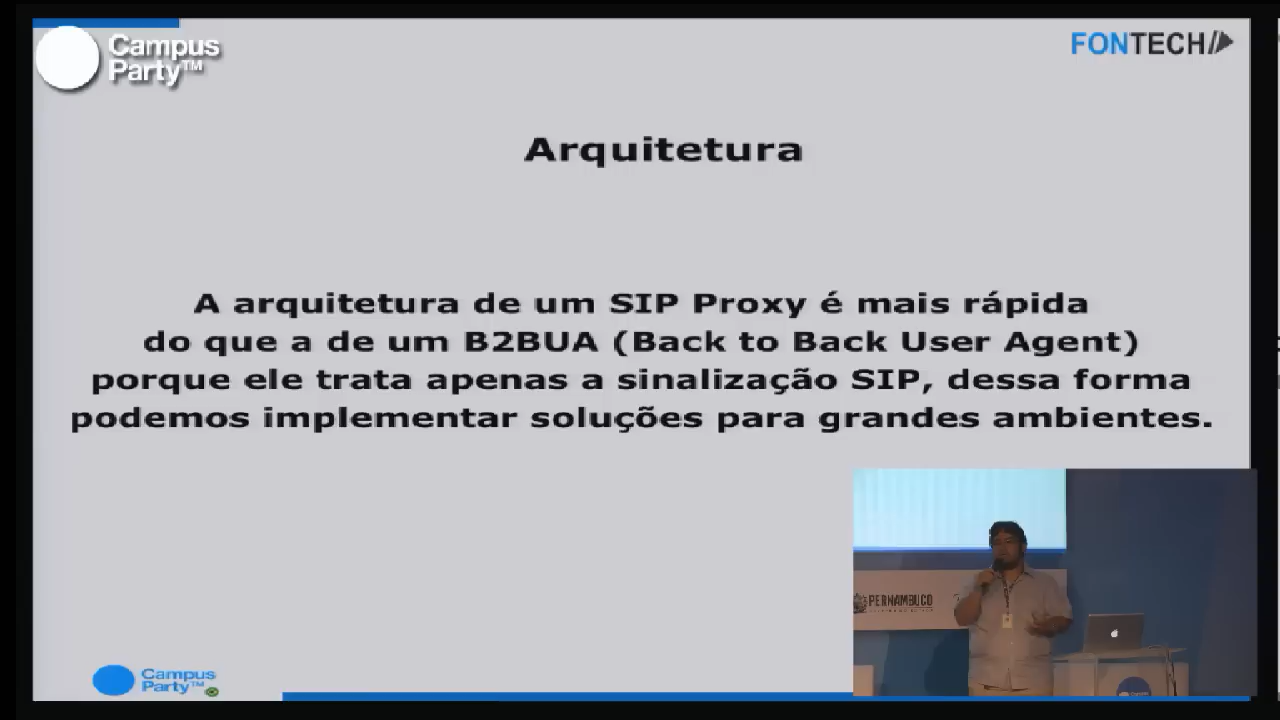 Campus
Party™
FONTECH
Arquitetura
A arquitetura de um SIP Proxy é mais rápida
do que a de um B2BUA (Back to Back User Agent)
porque ele trata apenas a sinalização SIP, dessa forma
podemos implementar soluções para grandes ambientes.
PERNAMBUCO
Campus
Party™